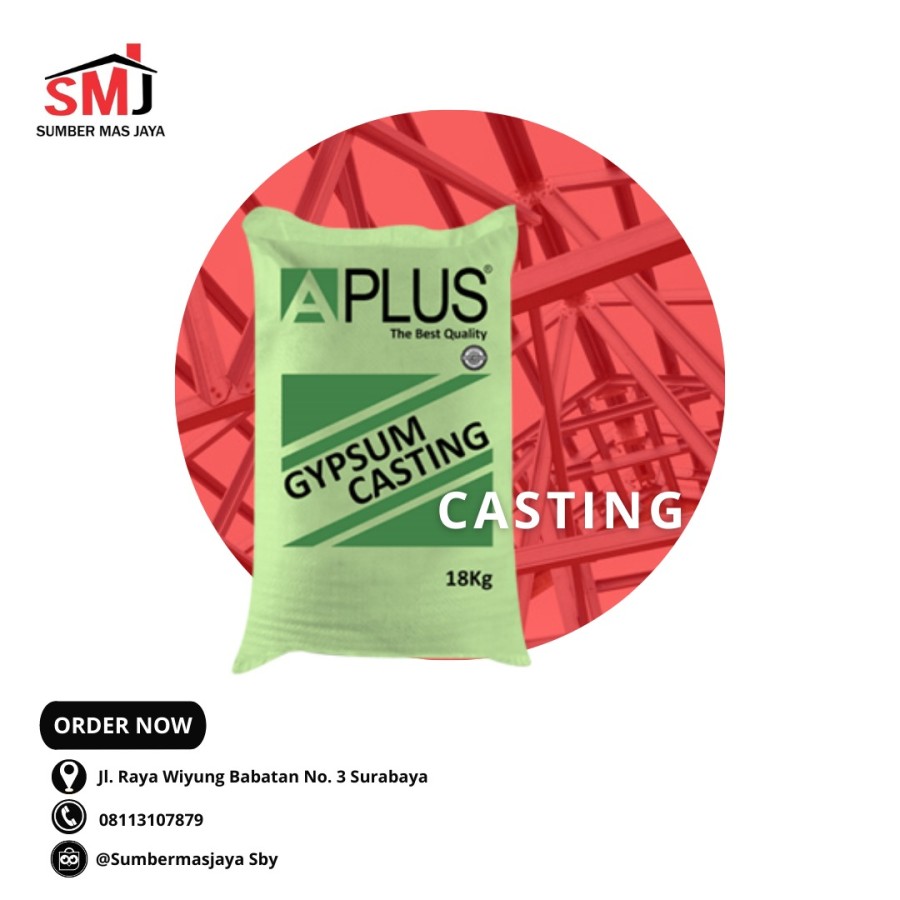 SMJ
SUMBER MAS JAYA
APLUS®
The Best Quality
GYPSUM
CASTING
CASTING
18Kg
ORDER NOW
Jl. Raya Wiyung Babatan No. 3 Surabaya
08113107879
@Sumbermasjaya Sby